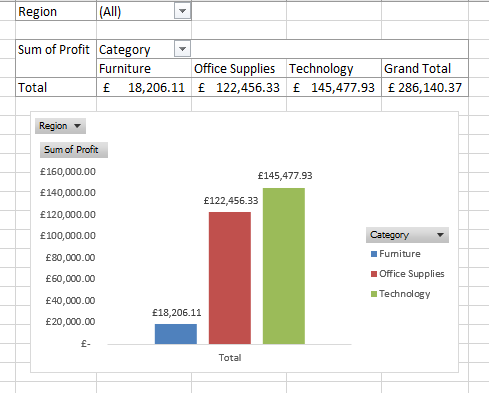 Region (All)
Sum of Profit Category
Furniture Office Supplies Technology Grand Total
Total £ 18,206.11 £ 122,456.33 £ 145,477.93 £ 286,140.37
Region
Sum of Profit
£160,000.00
£140,000.00
£120,000.00
£100,000.00
£80,000.00
£60,000.00
£40,000.00
£20,000.00
£-
£18,206.11
£122,456.33
£145,477.93
Total
Category
Furniture
Office Supplies
Technology